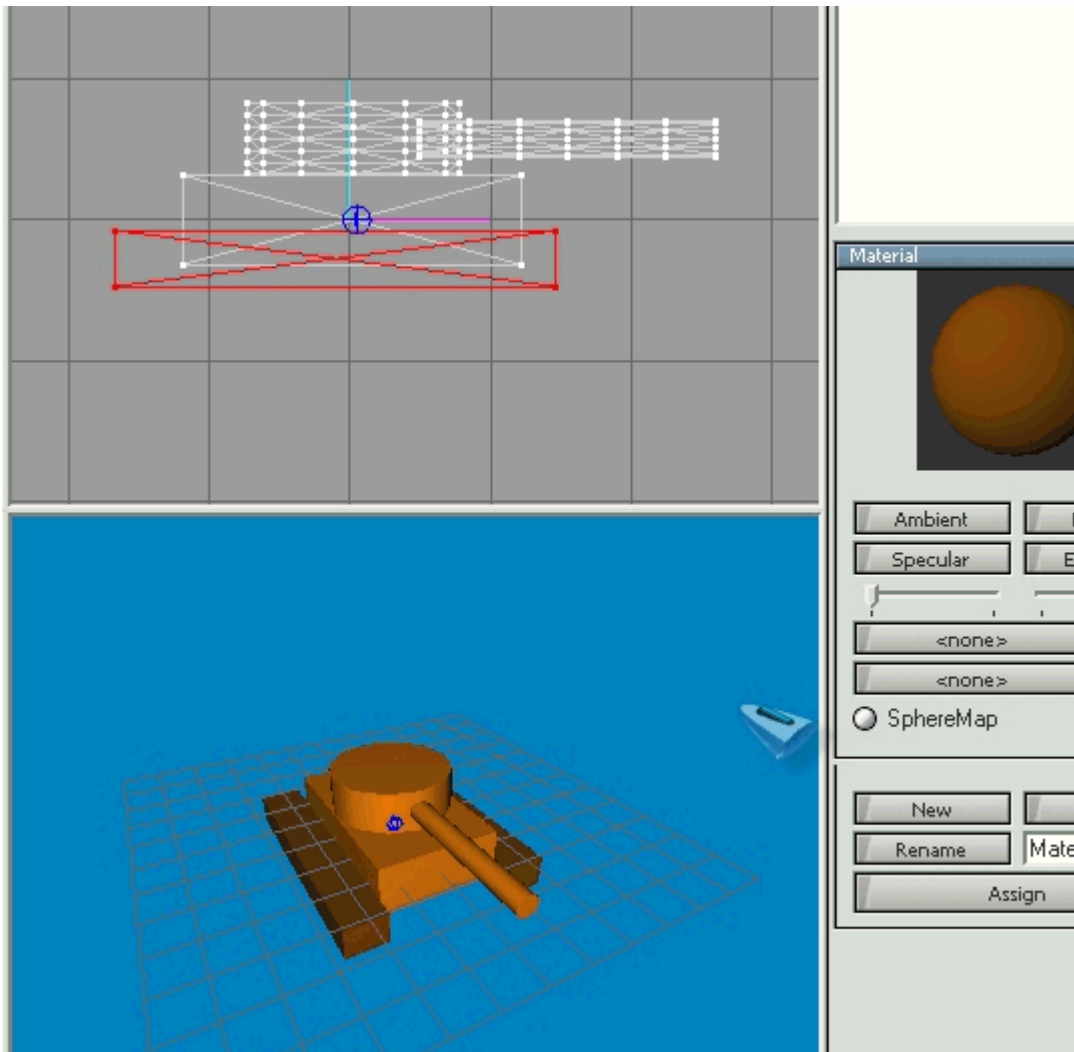 Material
Ambient
Specular
E
<none>
<none>
SphereMap
New
Rename
Mate
Assign